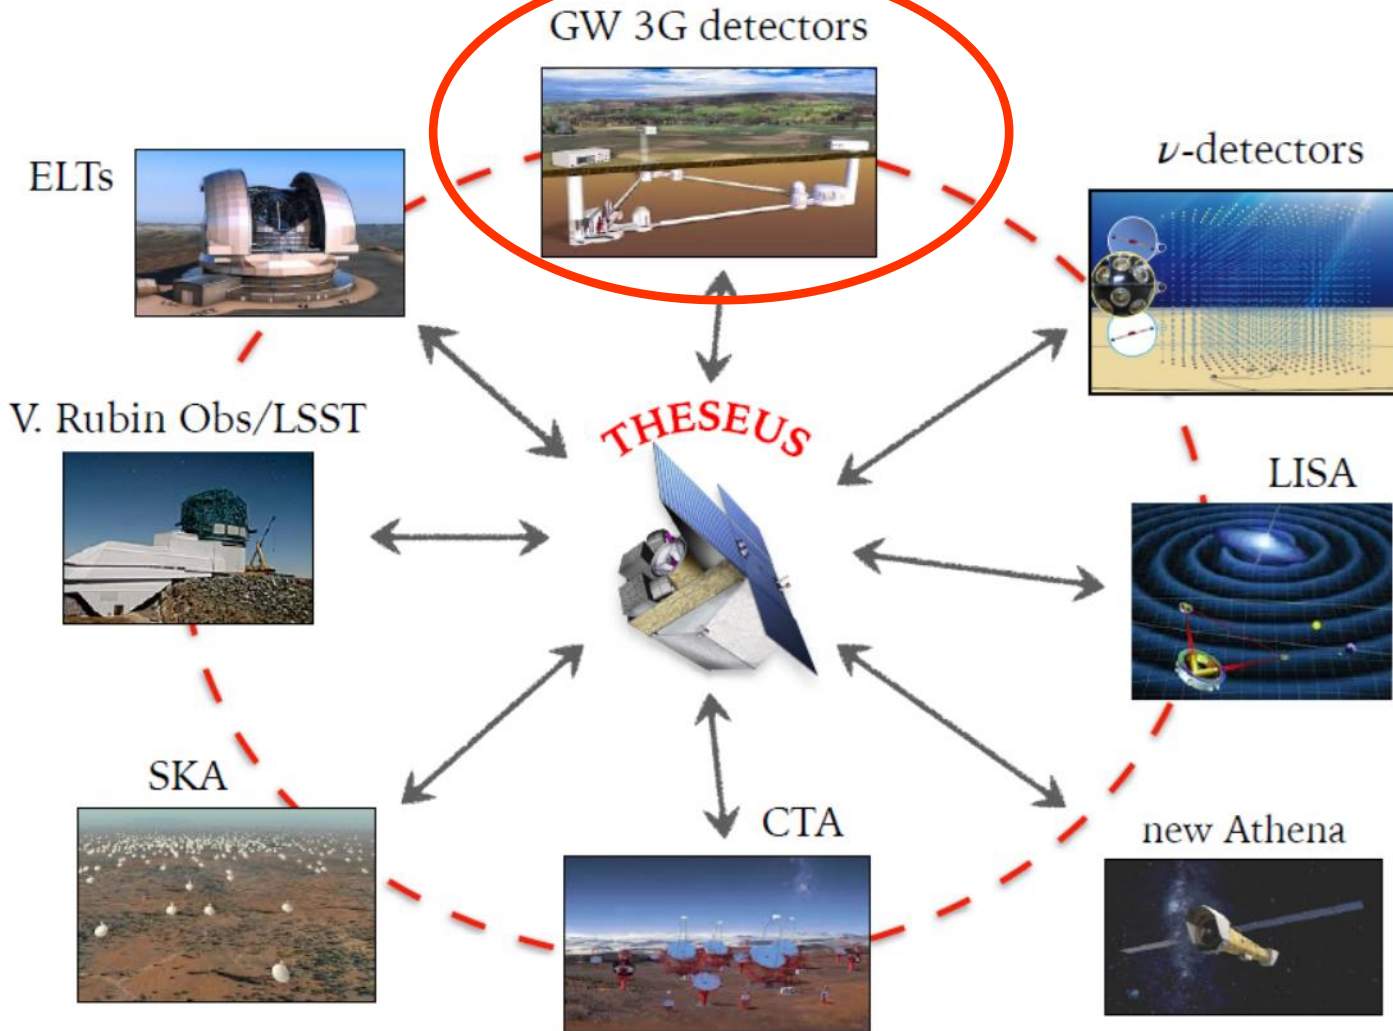 GW 3G detectors
ELTs
ν-detectors
V. Rubin Obs/LSST
THESEUS
LISA
SKA
CTA
new Athena